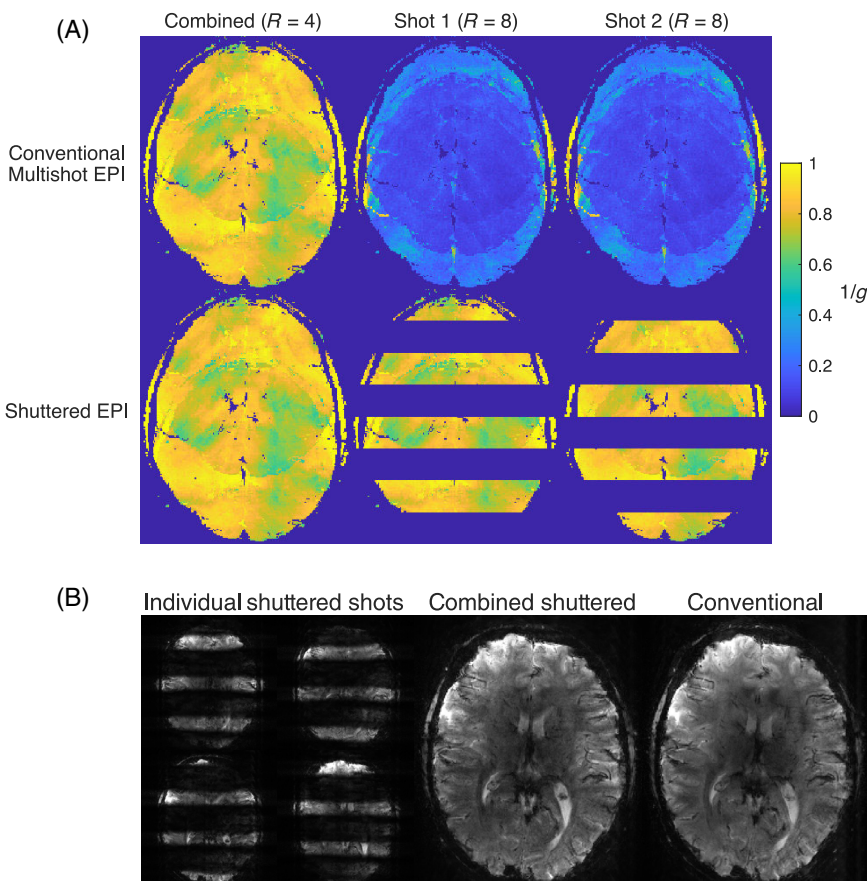 (A)
Combined (R = 4)
Shot 1 (R = 8)
Shot 2 (R = 8)
Conventional
Multishot EPI
Shuttered EPI
1
0.8
0.6
0.4
0.2
0
1/g
(B)
Individual shuttered shots
Combined shuttered
Conventional